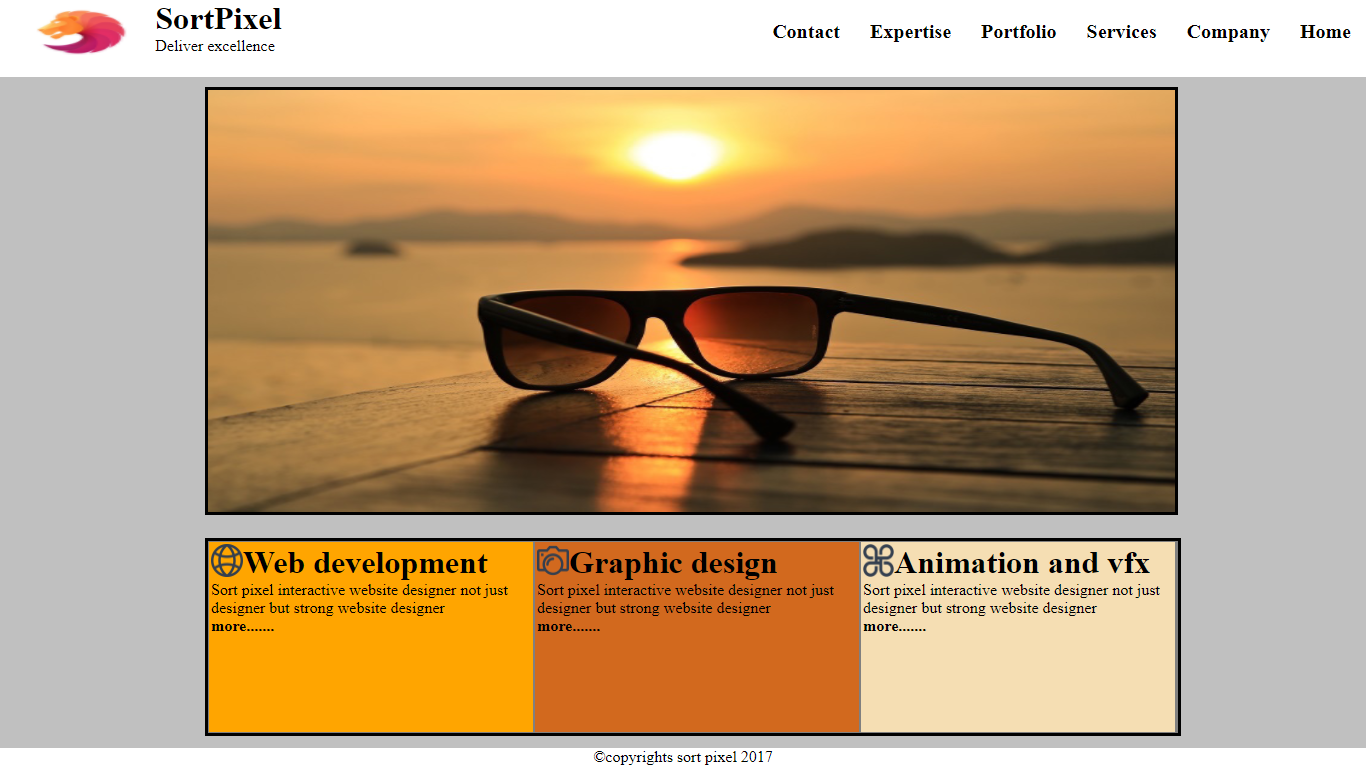 SortPixel
Deliver excellence
Contact Expertise Portfolio Services Company Home
Web development
Sort pixel interactive website designer not just
designer but strong website designer
more.......
Graphic design
Sort pixel interactive website designer not just
designer but strong website designer
more.......
Animation and vfx
Sort pixel interactive website designer not just
designer but strong website designer
more.......
©copyrights sort pixel 2017